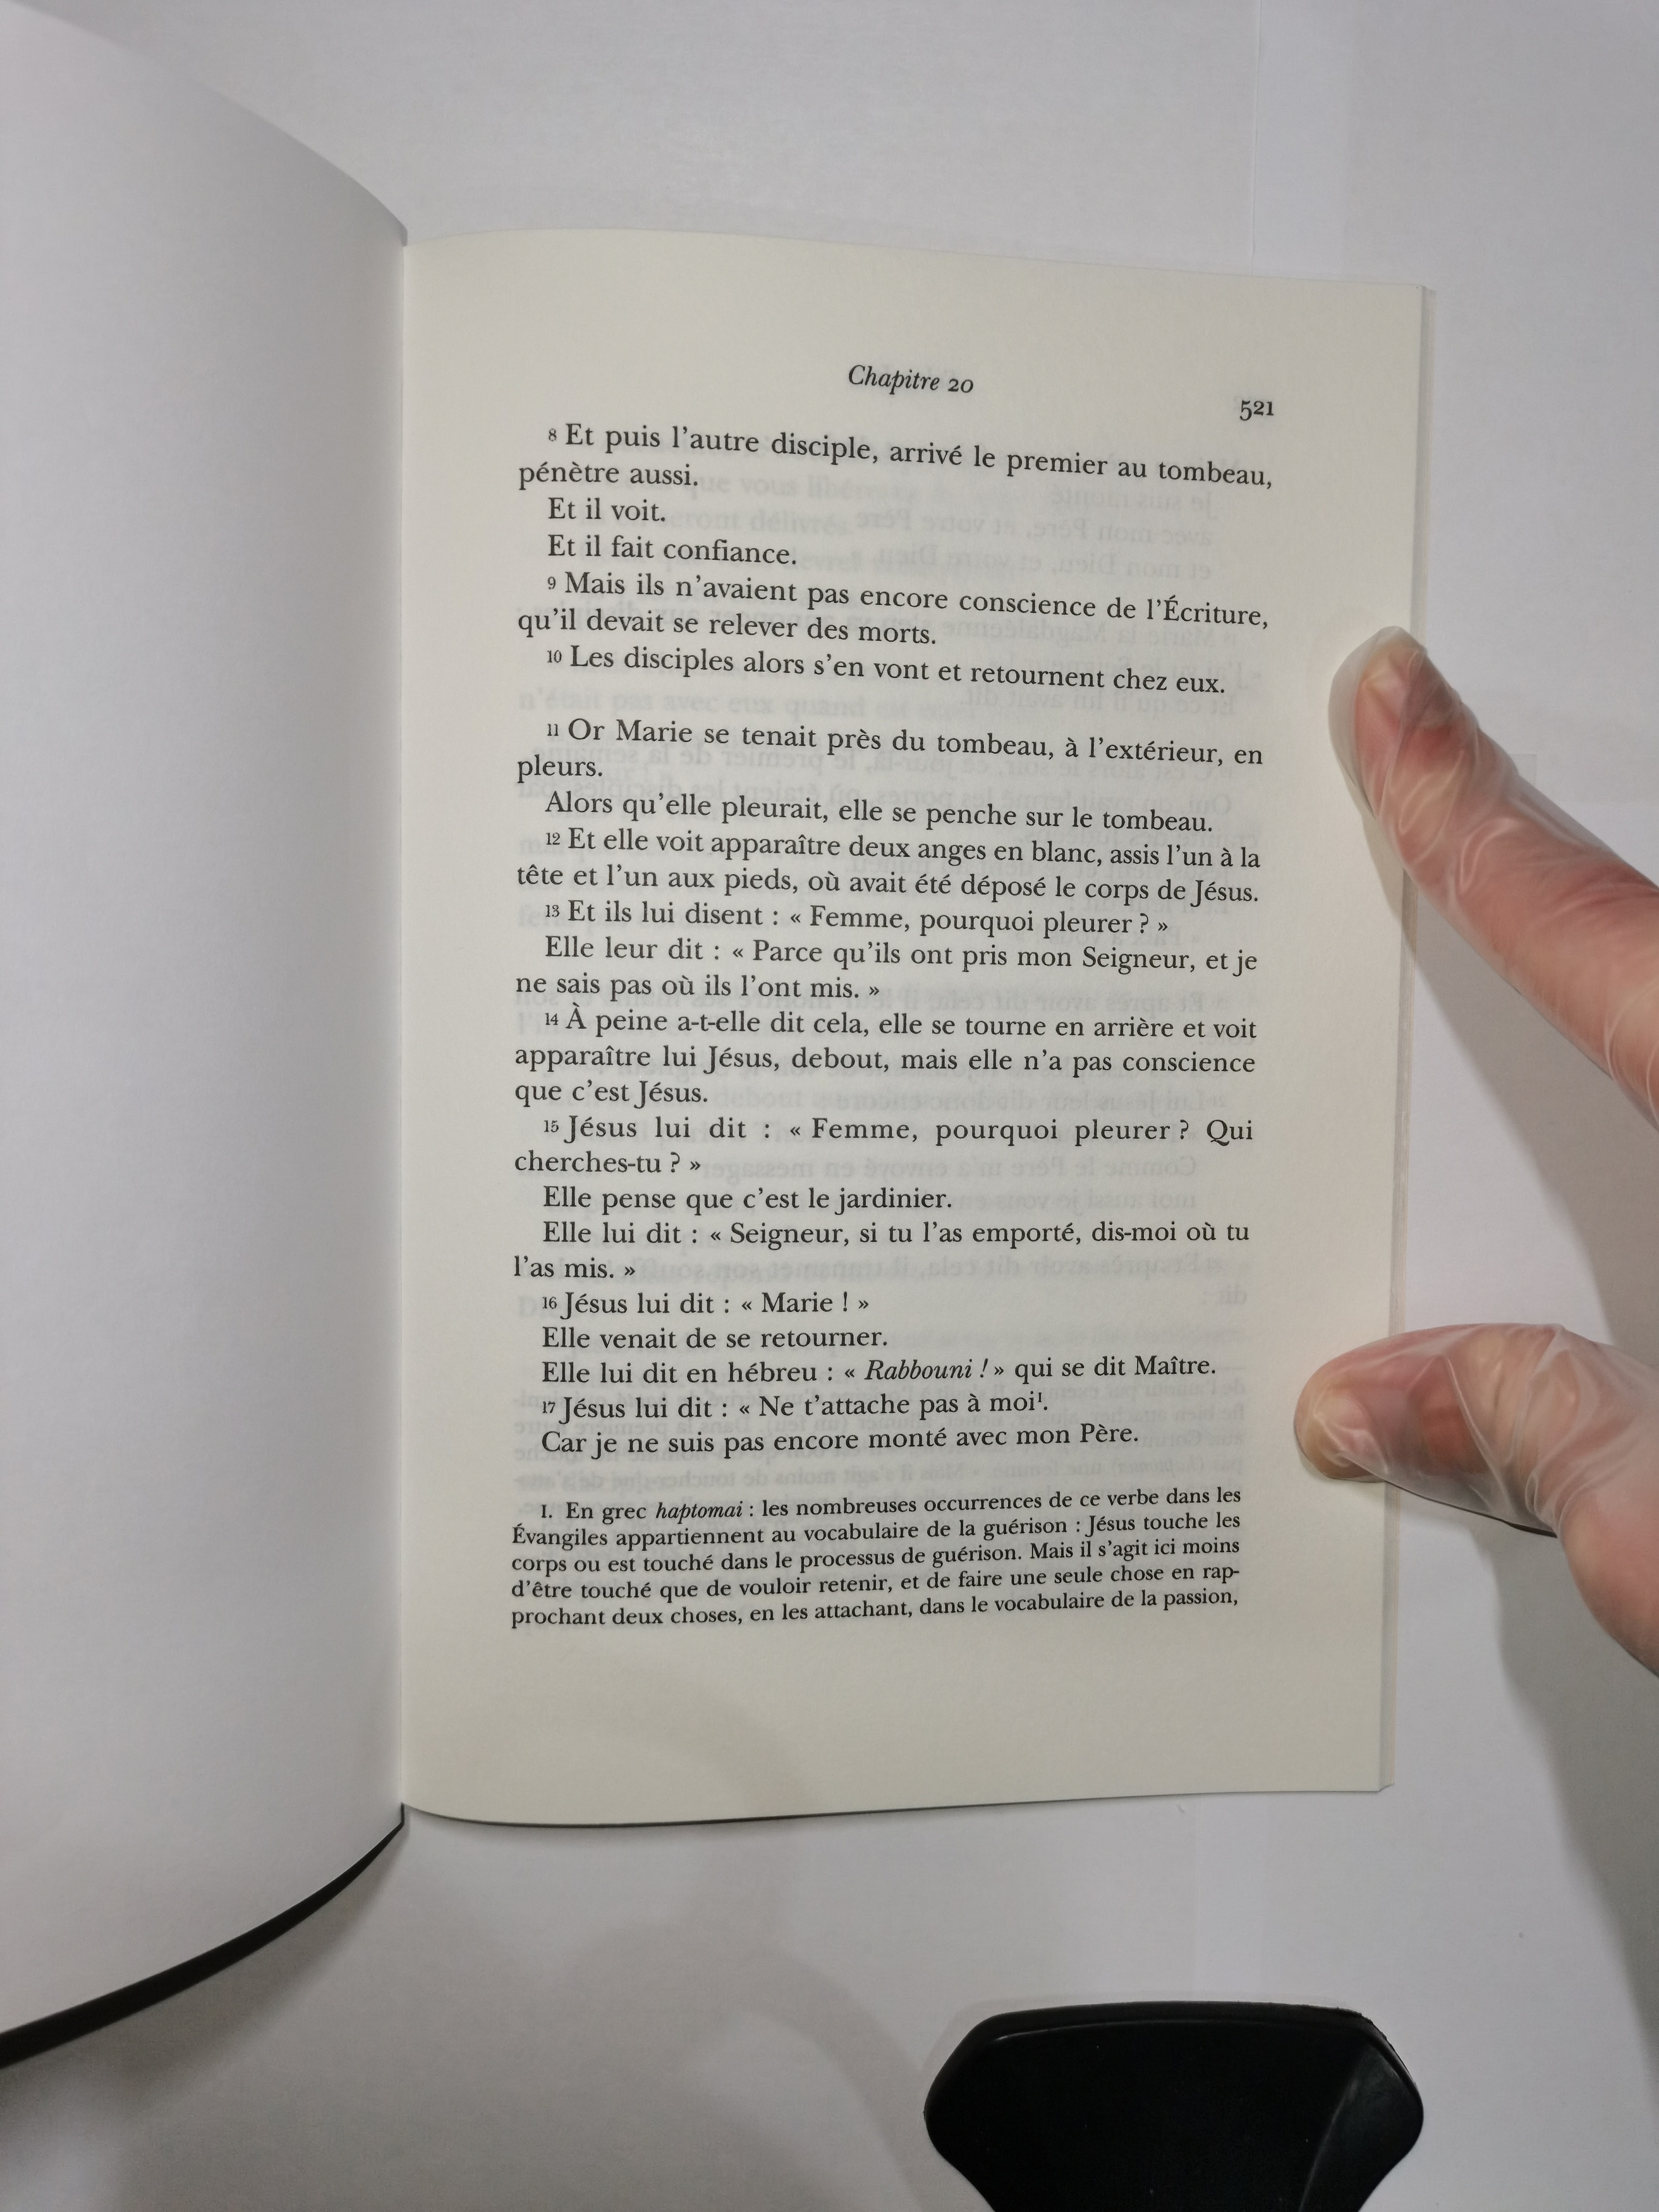 Chapitre 20
521
8 Et puis l'autre disciple, arrivé le premier au tombeau,
pénètre aussi.
Et il voit.
Et il fait confiance.
9 Mais ils n'avaient pas encore conscience de l'Écriture,
qu'il devait se relever des morts.
10 Les disciples alors s'en vont et retournent chez eux.
11 Or Marie se tenait près du tombeau, à l'extérieur, en
pleurs.
Alors qu'elle pleurait, elle se penche sur le tombeau.
12 Et elle voit apparaître deux anges en blanc, assis l'un à la
tête et l'un aux pieds, où avait été déposé le corps de Jésus.
13 Et ils lui disent : « Femme, pourquoi pleurer ? »
Elle leur dit : « Parce qu'ils ont pris mon Seigneur, et je
ne sais pas où ils l'ont mis. »
14 À peine a-t-elle dit cela, elle se tourne en arrière et voit
apparaître lui Jésus, debout, mais elle n'a pas conscience
que c'est Jésus.
15 Jésus lui dit : « Femme, pourquoi pleurer ? Qui
cherches-tu ? »
Elle pense que c'est le jardinier.
Elle lui dit : « Seigneur, si tu l'as emporté, dis-moi où tu
l'as mis. »
16 Jésus lui dit : « Marie ! »
Elle venait de se retourner.
Elle lui dit en hébreu : « Rabbouni ! » qui se dit Maître.
17 Jésus lui dit : « Ne t'attache pas à moi1.
Car je ne suis pas encore monté avec mon Père.
1. En grec haptomai : les nombreuses occurrences de ce verbe dans les
Évangiles appartiennent au vocabulaire de la guérison : Jésus touche les
corps ou est touché dans le processus de guérison. Mais il s'agit ici moins
d'être touché que de vouloir retenir, et de faire une seule chose en rap-
prochant deux choses, en les attachant, dans le vocabulaire de la passion,